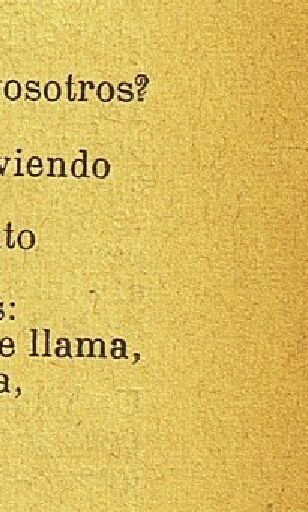 vosotros?
viendo
to
s:
e llama,
a,